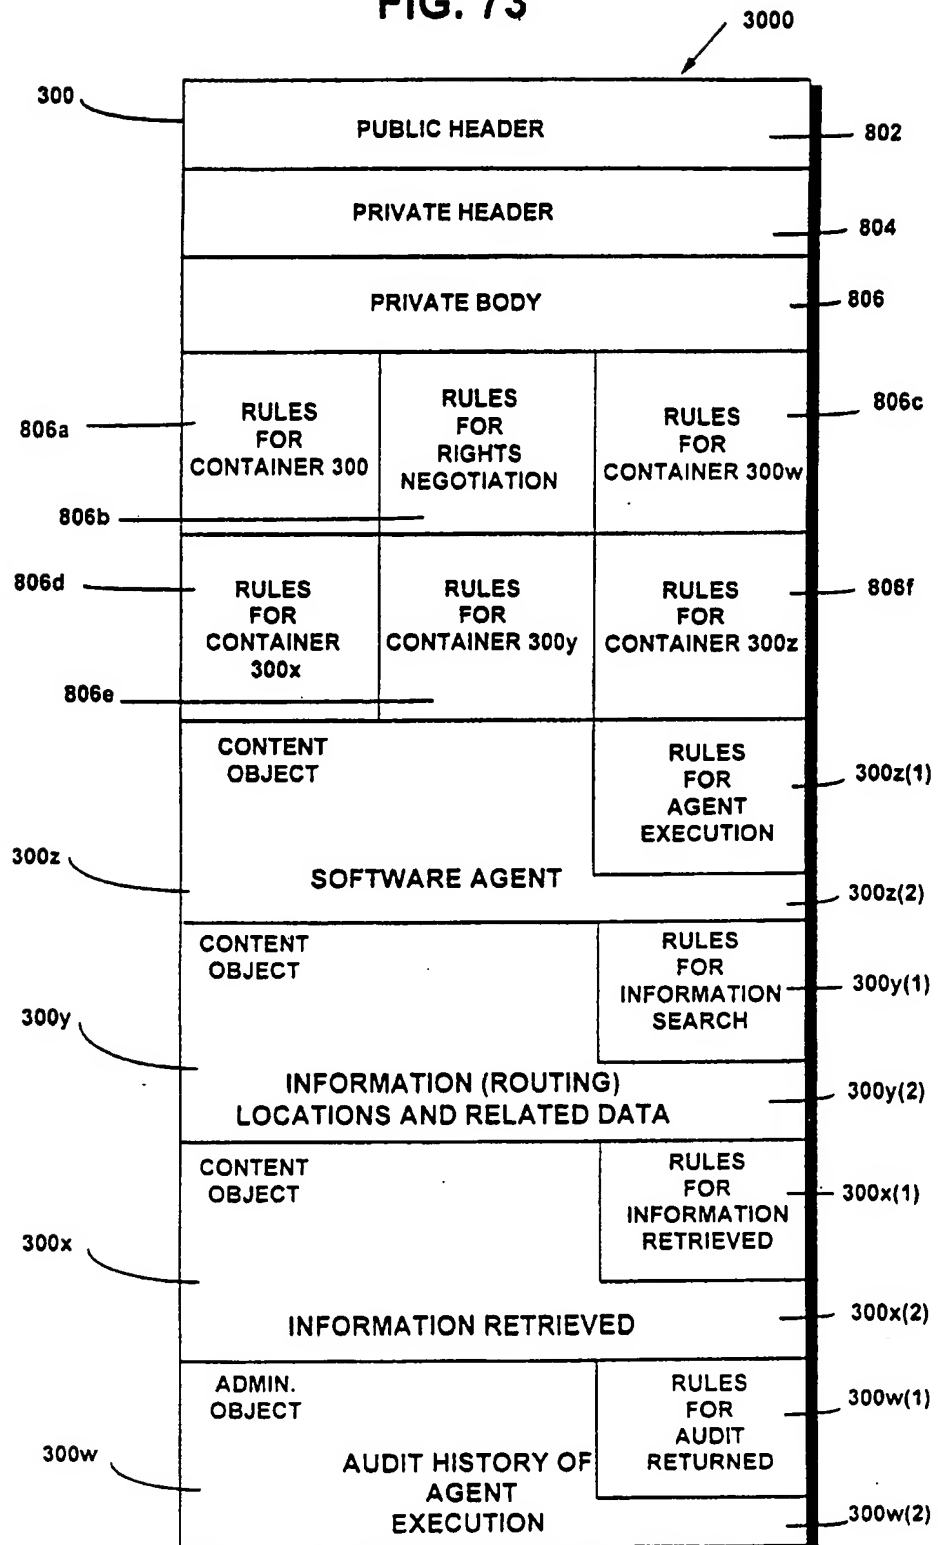 FIG. 73
3000
300
PUBLIC HEADER
802
PRIVATE HEADER
804
PRIVATE BODY
806
806a
RULES
FOR
CONTAINER 300
RULES
FOR
RIGHTS
NEGOTIATION
806b
RULES
FOR
CONTAINER 300w
806c
806d
RULES
FOR
CONTAINER
300x
RULES
FOR
CONTAINER 300y
806e
RULES
FOR
CONTAINER 300z
806f
CONTENT
OBJECT
RULES
FOR
AGENT
EXECUTION
300z(1)
300z
SOFTWARE AGENT
300z(2)
CONTENT
OBJECT
RULES
FOR
INFORMATION
SEARCH
300y(1)
300y
INFORMATION (ROUTING)
LOCATIONS AND RELATED DATA
300y(2)
CONTENT
OBJECT
RULES
FOR
INFORMATION
RETRIEVED
300x(1)
300x
INFORMATION RETRIEVED
300x(2)
ADMIN.
OBJECT
RULES
FOR
AUDIT
RETURNED
300w(1)
300w
AUDIT HISTORY OF
AGENT
EXECUTION
300w(2)